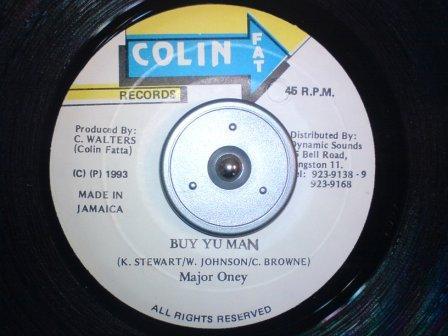 COLIN FAT
RECORDS
45 R.P.M.
Produced By:
C. WALTERS
(Colin Fatta)
(C) (P) 1993
MADE IN
JAMAICA
Distributed By:
Dynamic Sounds
Bell Road,
Kingston 11.
Tel: 923-9138 - 9
923-9168
BUY YU MAN
(K. STEWART/W. JOHNSON/C. BROWNE)
Major Oney
ALL RIGHTS RESERVED